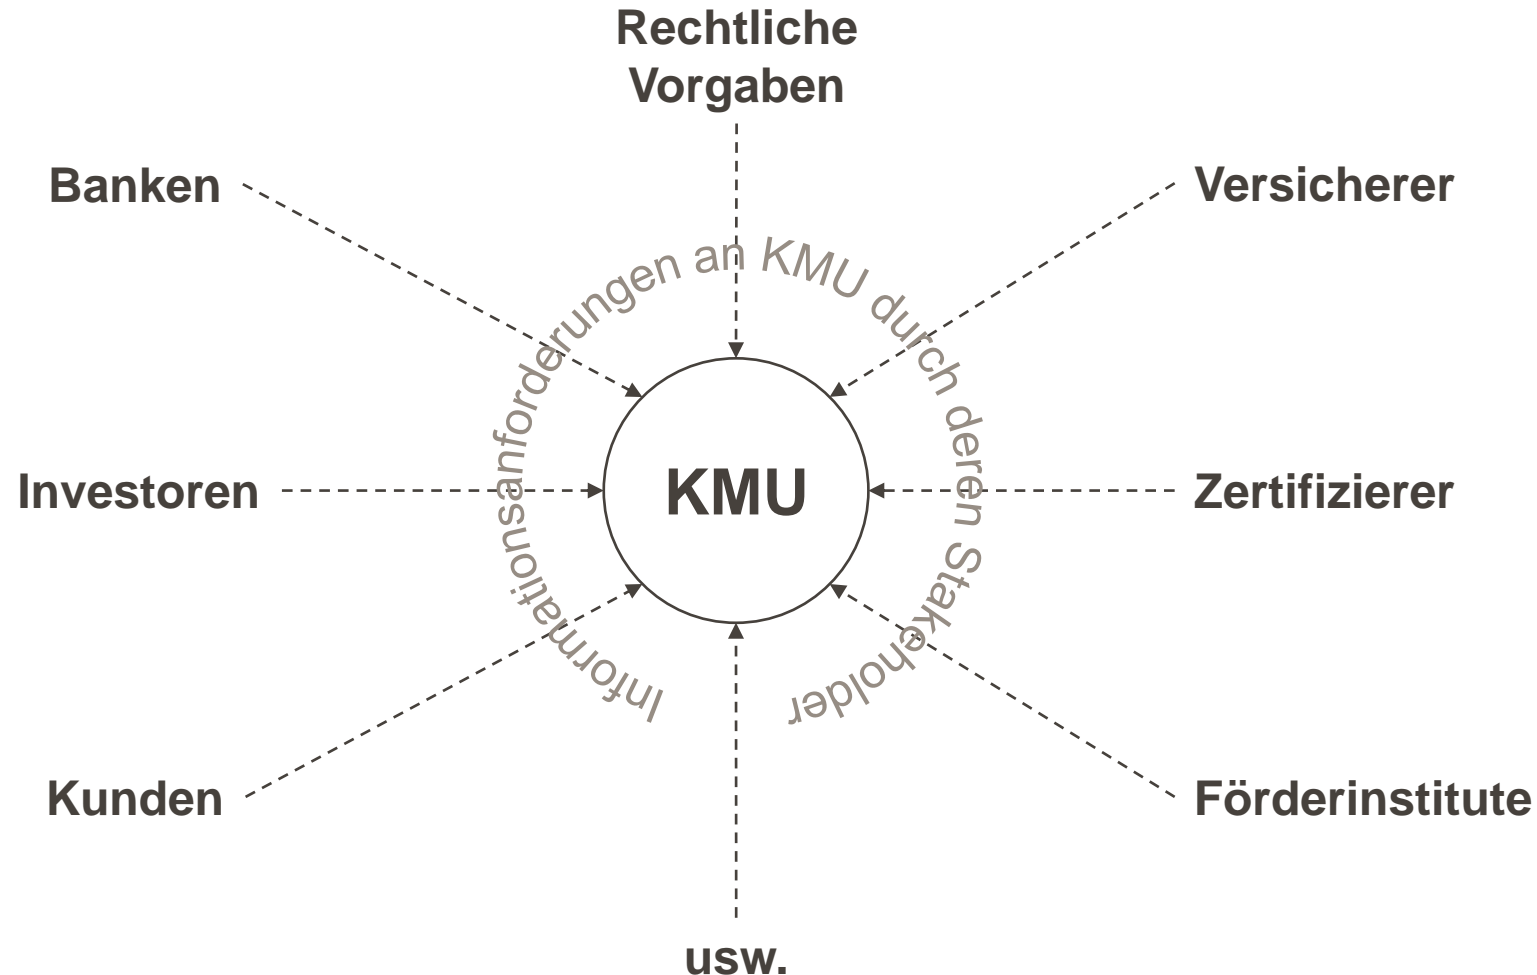 Rechtliche
Vorgaben
Banken
Versicherer
Informationsanforderungen an KMU durch deren Stakeholder
Investoren
KMU
Zertifizierer
Kunden
Förderinstitute
usw.